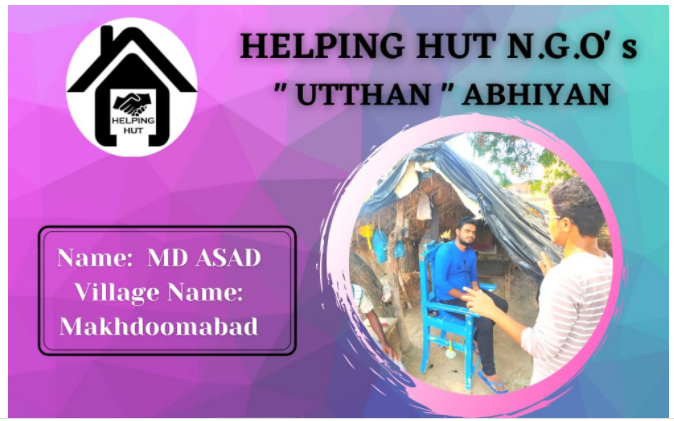 HELPING HUT N.G.O's
" UTTHAN " ABHIYAN
HELPING
HUT
Name: MD ASAD
Village Name:
Makhdoomabad